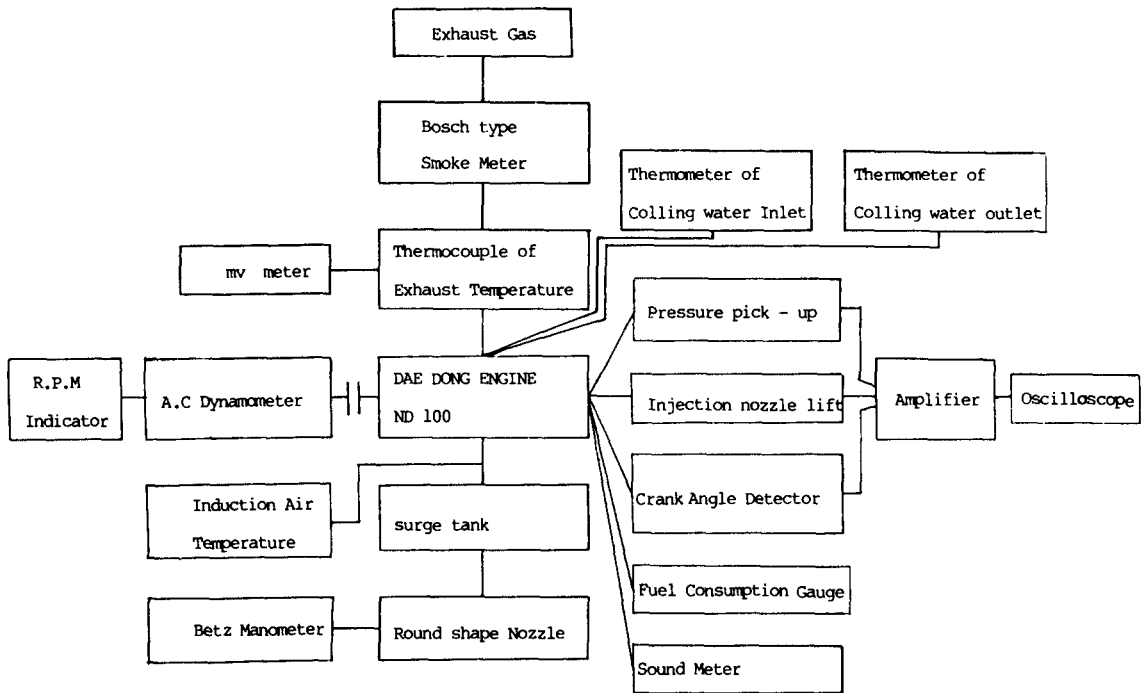 Exhaust Gas
Bosch type
Smoke Meter
Thermometer of
Colling water Inlet
Thermometer of
Colling water outlet
mv meter
Thermocouple of
Exhaust Temperature
Pressure pick - up
R.P.M
Indicator
A.C Dynamometer
DAE DONG ENGINE
ND 100
Injection nozzle lift
Amplifier
Oscilloscope
Induction Air
Temperature
surge tank
Crank Angle Detector
Fuel Consumption Gauge
Betz Manometer
Round shape Nozzle
Sound Meter